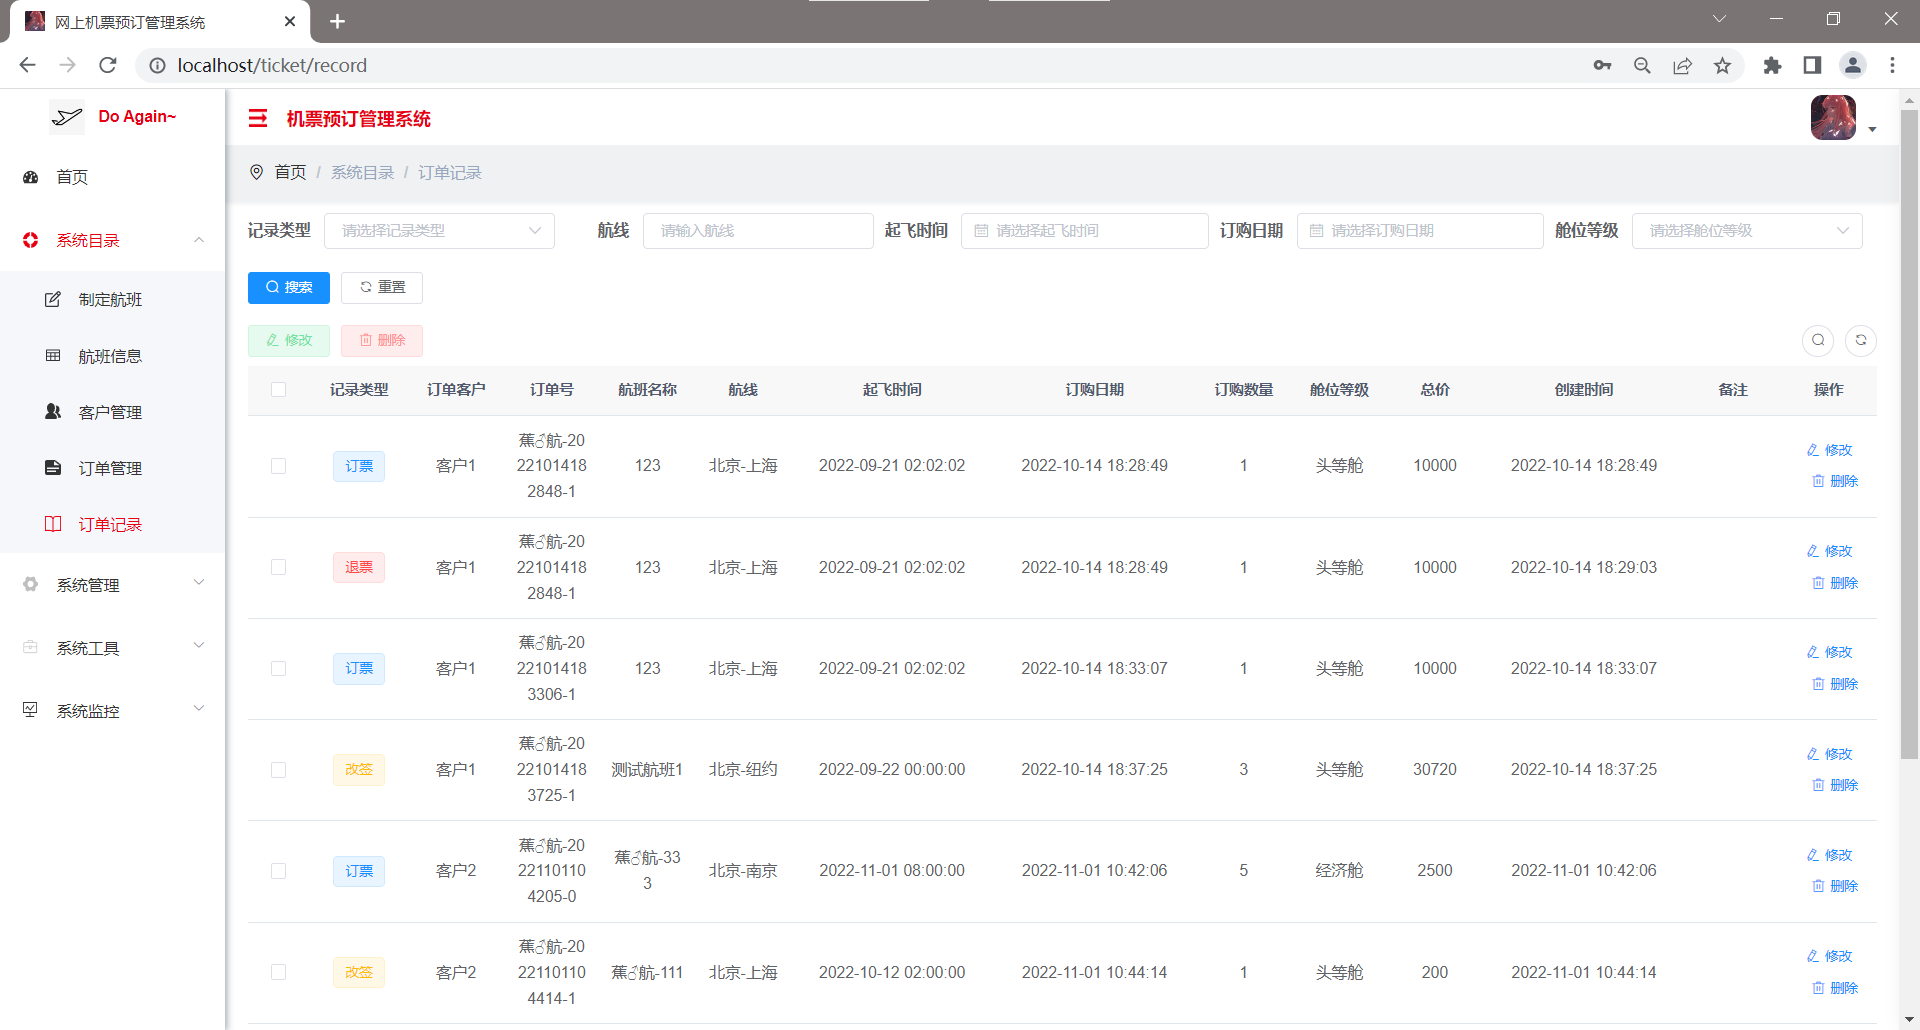 网上机票预订管理系统
localhost/ticket/record
Do Again~
机票预订管理系统
首页
系统目录
制定航班
航班信息
客户管理
订单管理
订单记录
系统管理
系统工具
系统监控
首页 / 系统目录 / 订单记录
记录类型 请选择记录类型 航线 请输入航线 起飞时间 请选择起飞时间 订购日期 请选择订购日期 舱位等级 请选择舱位等级
搜索 重置
修改 删除
记录类型 订单客户 订单号 航班名称 航线 起飞时间 订购日期 订购数量 舱位等级 总价 创建时间 备注 操作
蕉♂航-20
订票 客户1 22101418 123 北京-上海 2022-09-21 02:02:02 2022-10-14 18:28:49 1 头等舱 10000 2022-10-14 18:28:49 修改
2848-1 删除
蕉♂航-20
退票 客户1 22101418 123 北京-上海 2022-09-21 02:02:02 2022-10-14 18:28:49 1 头等舱 10000 2022-10-14 18:29:03 修改
2848-1 删除
蕉♂航-20
订票 客户1 22101418 123 北京-上海 2022-09-21 02:02:02 2022-10-14 18:33:07 1 头等舱 10000 2022-10-14 18:33:07 修改
3306-1 删除
蕉♂航-20
改签 客户1 22101418 测试航班1 北京-纽约 2022-09-22 00:00:00 2022-10-14 18:37:25 3 头等舱 30720 2022-10-14 18:37:25 修改
3725-1 删除
蕉♂航-20 蕉♂航-33
订票 客户2 22110110 3 北京-南京 2022-11-01 08:00:00 2022-11-01 10:42:06 5 经济舱 2500 2022-11-01 10:42:06 修改
4205-0 删除
蕉♂航-20
改签 客户2 22110110 蕉♂航-111 北京-上海 2022-10-12 02:00:00 2022-11-01 10:44:14 1 头等舱 200 2022-11-01 10:44:14 修改
4414-1 删除